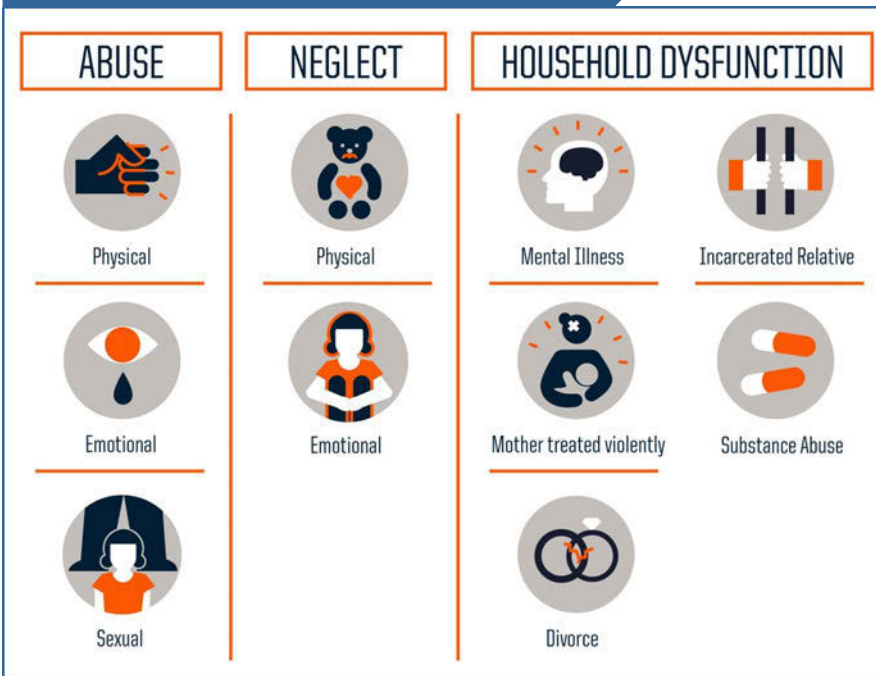 ABUSE
Physical
Emotional
Sexual
NEGLECT
Physical
Emotional
HOUSEHOLD DYSFUNCTION
Mental Illness
Incarcerated Relative
Mother treated violently
Substance Abuse
Divorce